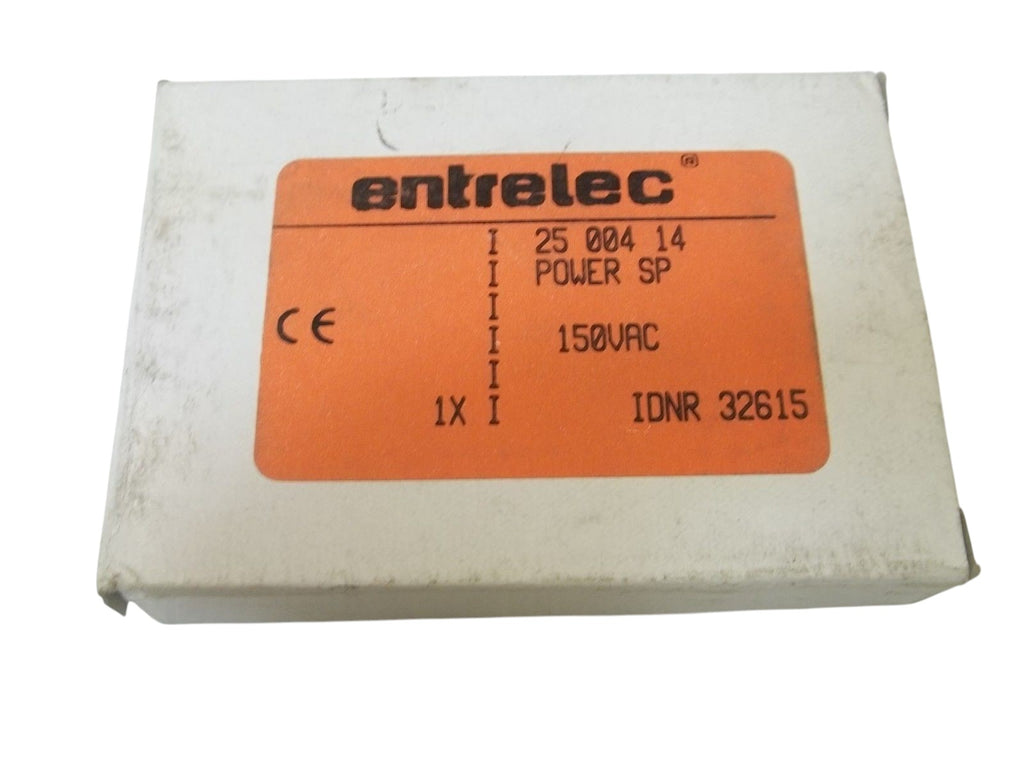 entrelec®
I 25 004 14
I POWER SP
I
CE I 150VAC
I
1X I IDNR 32615